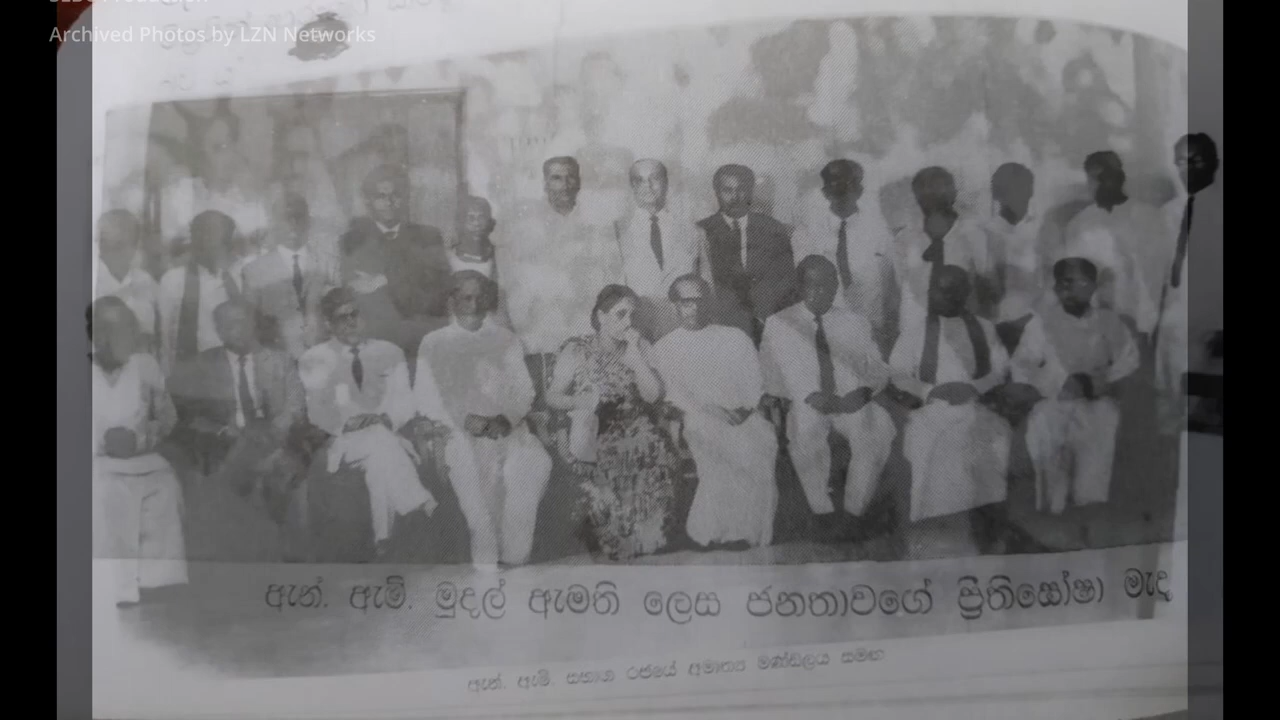 Archived Photos by LZN Networks
ඇන්. ඇම්. මුදල් ඇමති ලෙස ජනතාවගේ ප්‍රීතිඝෝෂා මැද
ඇන්. ඇම්. සභාග රජයේ අමාත්‍ය මණ්ඩලය සමඟ